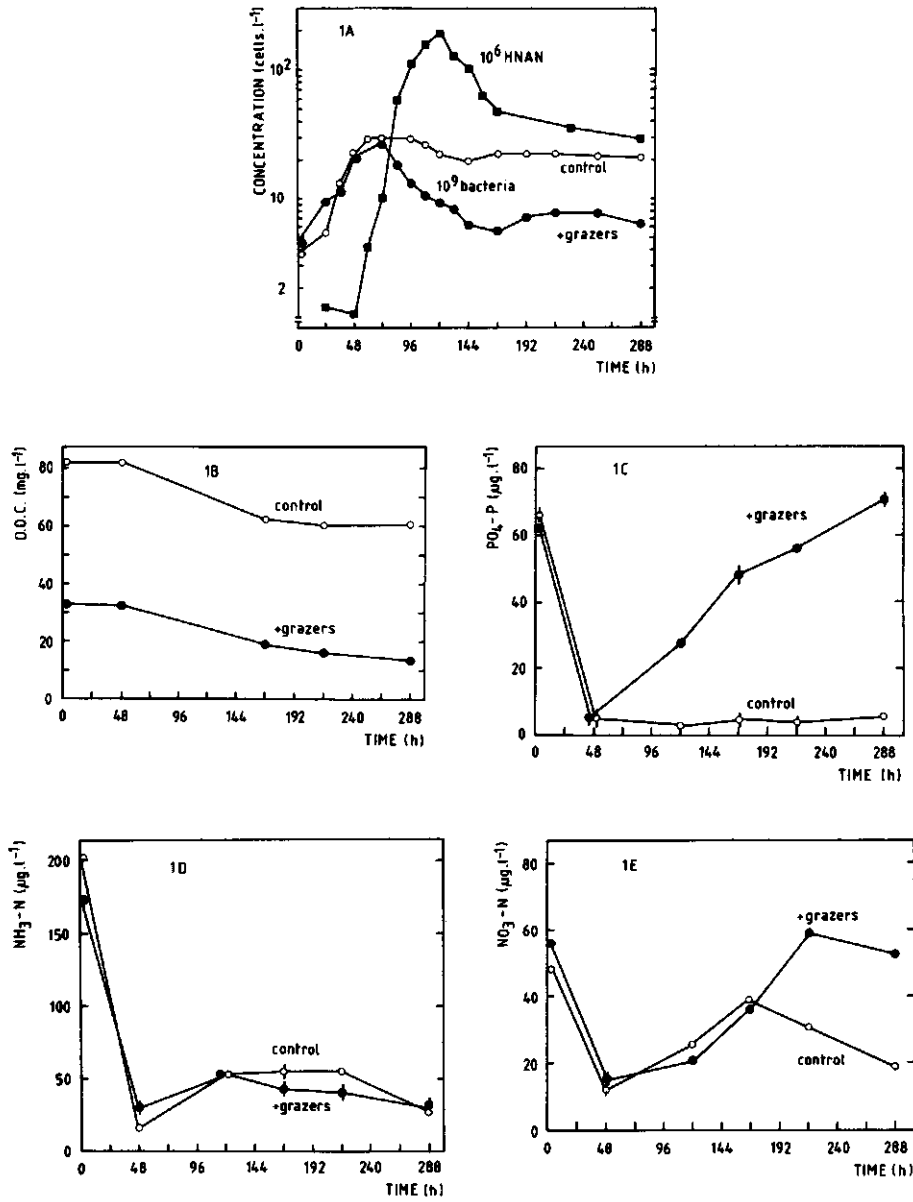 1A
CONCENTRATION (cells.l⁻¹)
10²
10
2
10⁶ HNAN
control
10⁹ bacteria
+grazers
0 48 96 144 192 240 288
TIME (h)
1B
D.O.C. (mg.l⁻¹)
80
60
40
20
0
control
+grazers
0 48 96 144 192 240 288
TIME (h)
1C
PO₄-P (µg.l⁻¹)
80
60
40
20
0
+grazers
control
0 48 96 144 192 240 288
TIME (h)
1D
NH₃-N (µg.l⁻¹)
200
150
100
50
0
control
+grazers
0 48 96 144 192 240 288
TIME (h)
1E
NO₃-N (µg.l⁻¹)
80
60
40
20
0
+grazers
control
0 48 96 144 192 240 288
TIME (h)